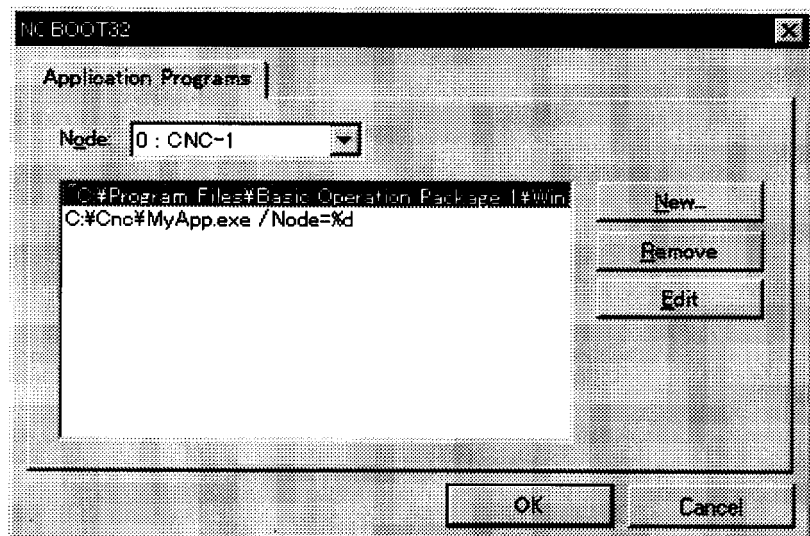 NC BOOT32
Application Programs
Node: 0 : CNC-1
"C:¥Program Files¥Basic Operation Package 1¥Win
C:¥Cnc¥MyApp.exe /Node=%d
New...
Remove
Edit
OK
Cancel